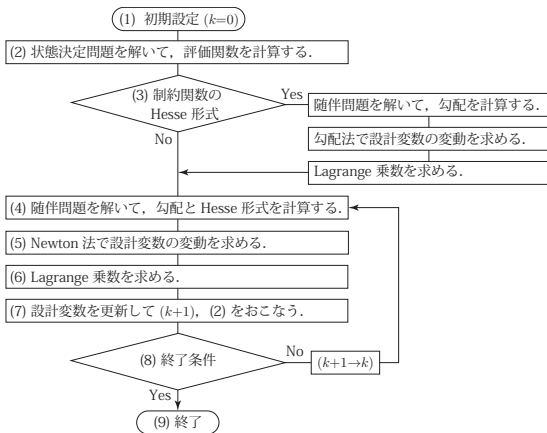 (1) 初期設定 (k=0)
(2) 状態決定問題を解いて，評価関数を計算する．
(3) 制約関数の
Hesse 形式
Yes
随伴問題を解いて，勾配を計算する．
勾配法で設計変数の変動を求める．
Lagrange 乗数を求める．
No
(4) 随伴問題を解いて，勾配と Hesse 形式を計算する．
(5) Newton 法で設計変数の変動を求める．
(6) Lagrange 乗数を求める．
(7) 設計変数を更新して (k+1)，(2) をおこなう．
(8) 終了条件
No
(k+1→k)
Yes
(9) 終了